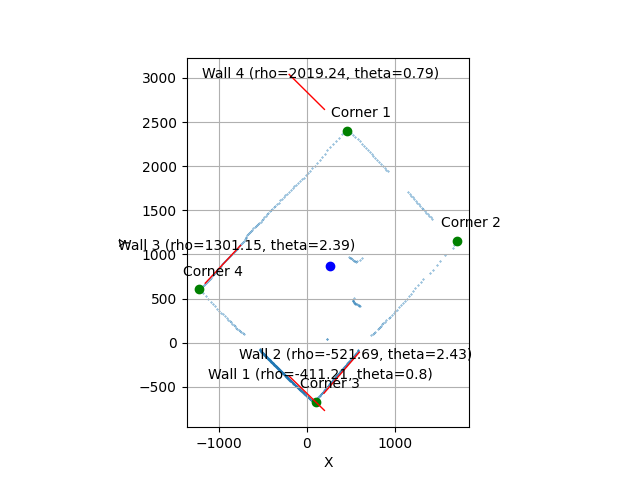 Wall 4 (rho=2019.24, theta=0.79)
3000
Corner 1
2500
2000
1500
Corner 2
Y
Wall 3 (rho=1301.15, theta=2.39)
1000
Corner 4
500
0
Wall 2 (rho=-521.69, theta=2.43)
Wall 1 (rho=-411.21, theta=0.8)
Corner 3
−500
−1000
0
1000
X